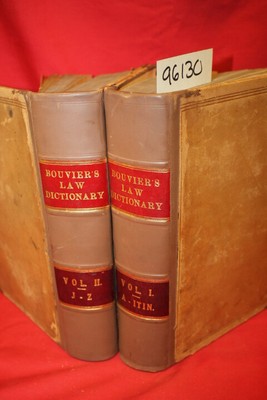 96130
BOUVIER'S
LAW
DICTIONARY
VOL II.
J-Z
BOUVIER'S
LAW
DICTIONARY
VOL I.
A-ITIN.